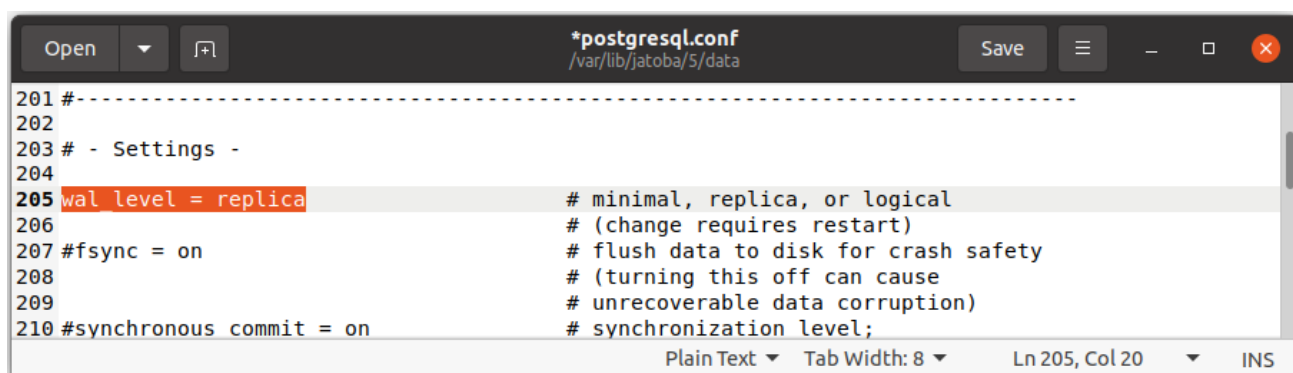 Open
*postgresql.conf
/var/lib/jatoba/5/data
Save
201 #------------------------------------------------------------------------------
202
203 # - Settings -
204
205 wal_level = replica # minimal, replica, or logical
206 # (change requires restart)
207 #fsync = on # flush data to disk for crash safety
208 # (turning this off can cause
209 # unrecoverable data corruption)
210 #synchronous_commit = on # synchronization level;
Plain Text Tab Width: 8 Ln 205, Col 20 INS